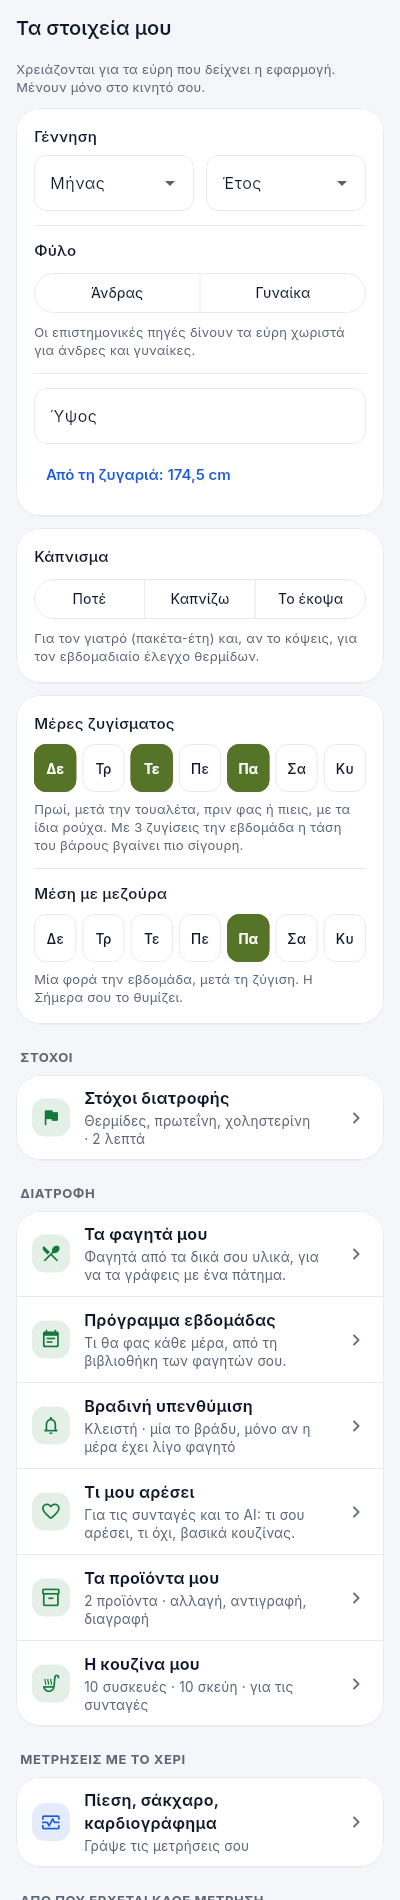 Τα στοιχεία μου
Χρειάζονται για τα εύρη που δείχνει η εφαρμογή.
Μένουν μόνο στο κινητό σου.
Γέννηση
Μήνας
Έτος
Φύλο
Άνδρας
Γυναίκα
Οι επιστημονικές πηγές δίνουν τα εύρη χωριστά
για άνδρες και γυναίκες.
Ύψος
Από τη ζυγαριά: 174,5 cm
Κάπνισμα
Ποτέ
Καπνίζω
Το έκοψα
Για τον γιατρό (πακέτα-έτη) και, αν το κόψεις, για
τον εβδομαδιαίο έλεγχο θερμίδων.
Μέρες ζυγίσματος
Δε Τρ Τε Πε Πα Σα Κυ
Πρωί, μετά την τουαλέτα, πριν φας ή πιεις, με τα
ίδια ρούχα. Με 3 ζυγίσεις την εβδομάδα η τάση
του βάρους βγαίνει πιο σίγουρη.
Μέση με μεζούρα
Δε Τρ Τε Πε Πα Σα Κυ
Μία φορά την εβδομάδα, μετά τη ζύγιση. Η
Σήμερα σου το θυμίζει.
ΣΤΟΧΟΙ
Στόχοι διατροφής
Θερμίδες, πρωτεΐνη, χοληστερίνη
· 2 λεπτά
ΔΙΑΤΡΟΦΗ
Τα φαγητά μου
Φαγητά από τα δικά σου υλικά, για
να τα γράφεις με ένα πάτημα.
Πρόγραμμα εβδομάδας
Τι θα φας κάθε μέρα, από τη
βιβλιοθήκη των φαγητών σου.
Βραδινή υπενθύμιση
Κλειστή · μία το βράδυ, μόνο αν η
μέρα έχει λίγο φαγητό
Τι μου αρέσει
Για τις συνταγές και το AI: τι σου
αρέσει, τι όχι, βασικά κουζίνας.
Τα προϊόντα μου
2 προϊόντα · αλλαγή, αντιγραφή,
διαγραφή
Η κουζίνα μου
10 συσκευές · 10 σκεύη · για τις
συνταγές
ΜΕΤΡΗΣΕΙΣ ΜΕ ΤΟ ΧΕΡΙ
Πίεση, σάκχαρο,
καρδιογράφημα
Γράψε τις μετρήσεις σου
ΑΠΟ ΠΟΥ ΕΡΧΕΤΑΙ ΚΑΘΕ ΜΕΤΡΗΣΗ